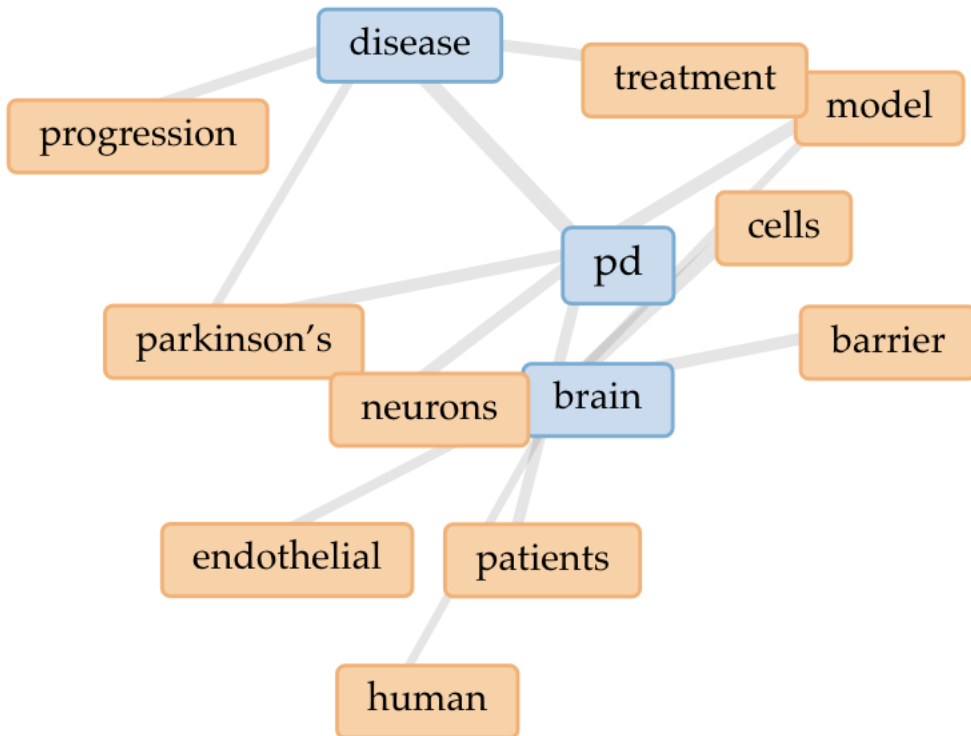 disease
treatment
model
progression
cells
pd
parkinson’s
barrier
neurons
brain
endothelial
patients
human